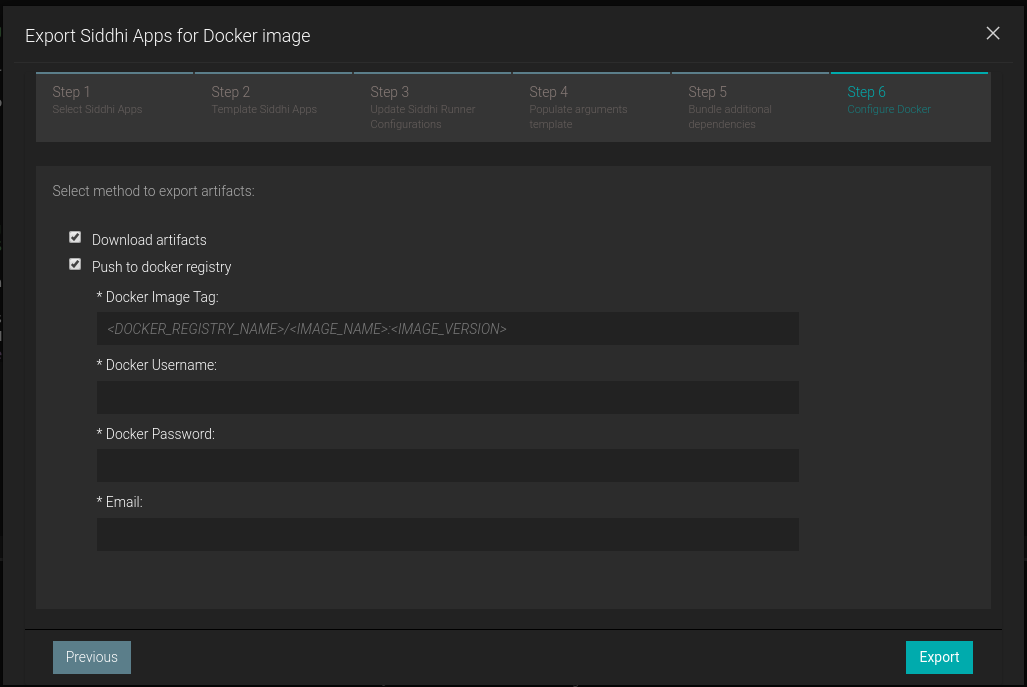 Export Siddhi Apps for Docker image
Step 1
Select Siddhi Apps
Step 2
Template Siddhi Apps
Step 3
Update Siddhi Runner
Configurations
Step 4
Populate arguments
template
Step 5
Bundle additional
dependencies
Step 6
Configure Docker
Select method to export artifacts:
Download artifacts
Push to docker registry
* Docker Image Tag:
<DOCKER_REGISTRY_NAME>/<IMAGE_NAME>:<IMAGE_VERSION>
* Docker Username:
* Docker Password:
* Email:
Previous
Export